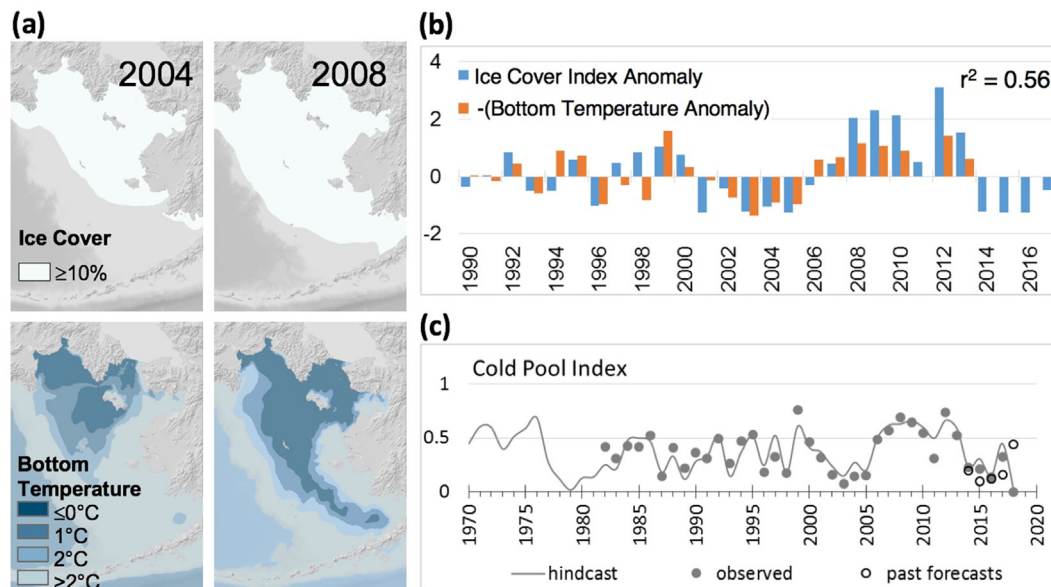 (a)
2004
2008
Ice Cover
≥10%
Bottom
Temperature
≤0°C
1°C
2°C
>2°C
(b)
4
2
0
-2
Ice Cover Index Anomaly
-(Bottom Temperature Anomaly)
r² = 0.56
1990
1992
1994
1996
1998
2000
2002
2004
2006
2008
2010
2012
2014
2016
(c)
Cold Pool Index
1
0.5
0
1970
1975
1980
1985
1990
1995
2000
2005
2010
2015
2020
hindcast
observed
past forecasts